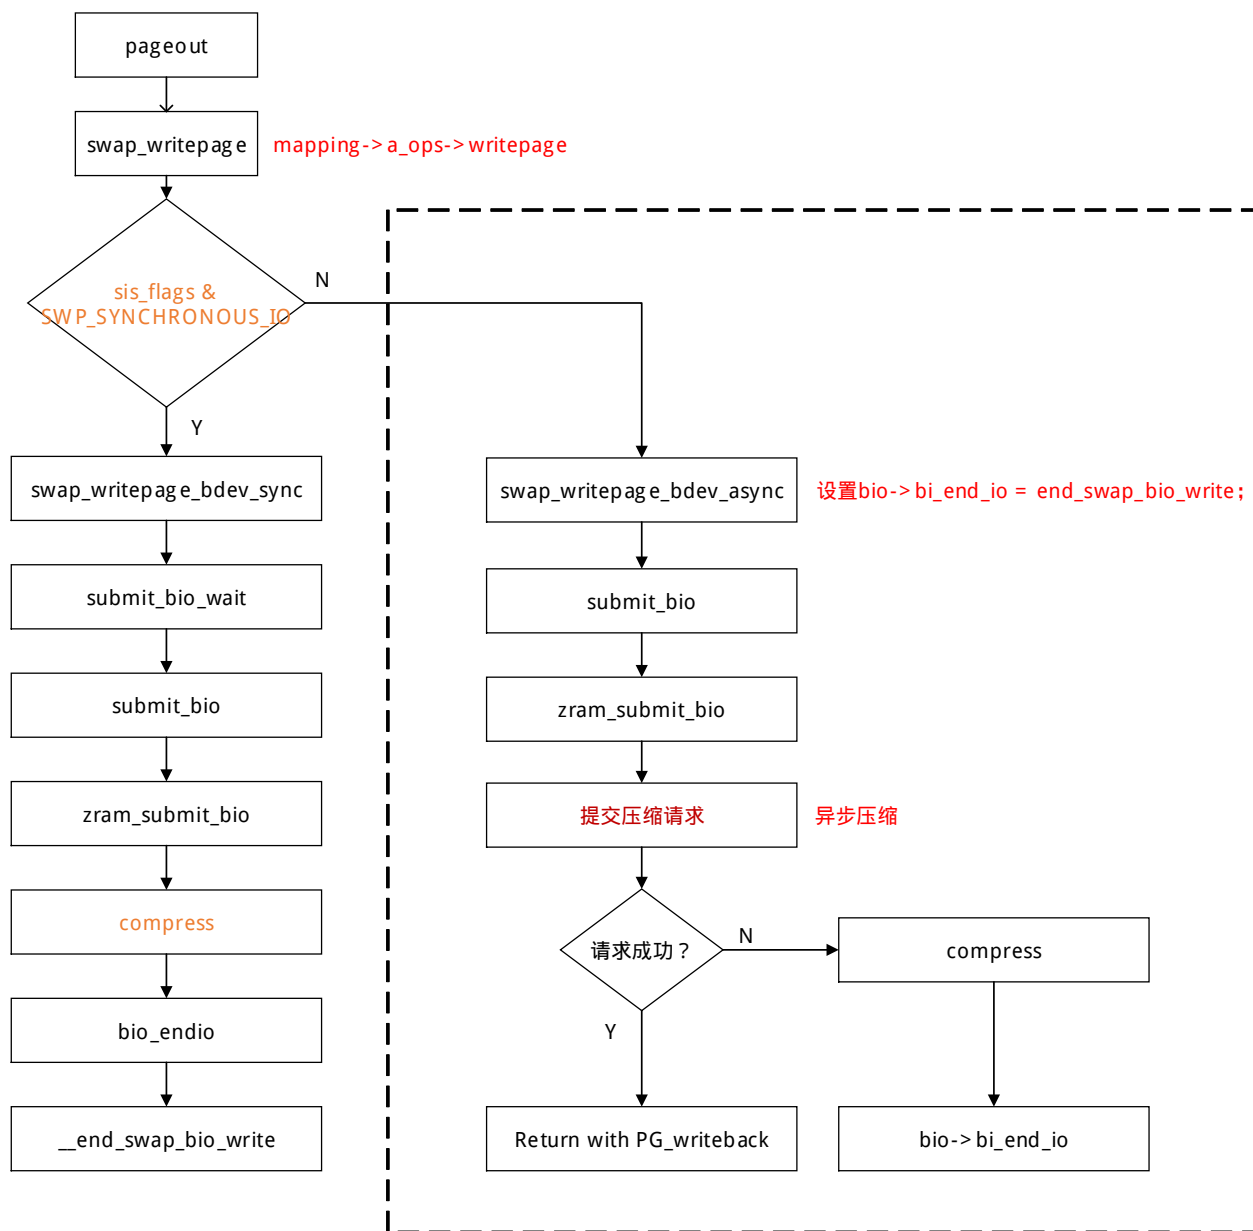 pageout
swap_writepage
mapping->a_ops->writepage
sis_flags &
SWP_SYNCHRONOUS_IO
N
Y
swap_writepage_bdev_sync
swap_writepage_bdev_async
设置bio->bi_end_io = end_swap_bio_write;
submit_bio_wait
submit_bio
submit_bio
zram_submit_bio
zram_submit_bio
提交压缩请求
异步压缩
compress
请求成功？
N
compress
Y
bio_endio
__end_swap_bio_write
Return with PG_writeback
bio->bi_end_io